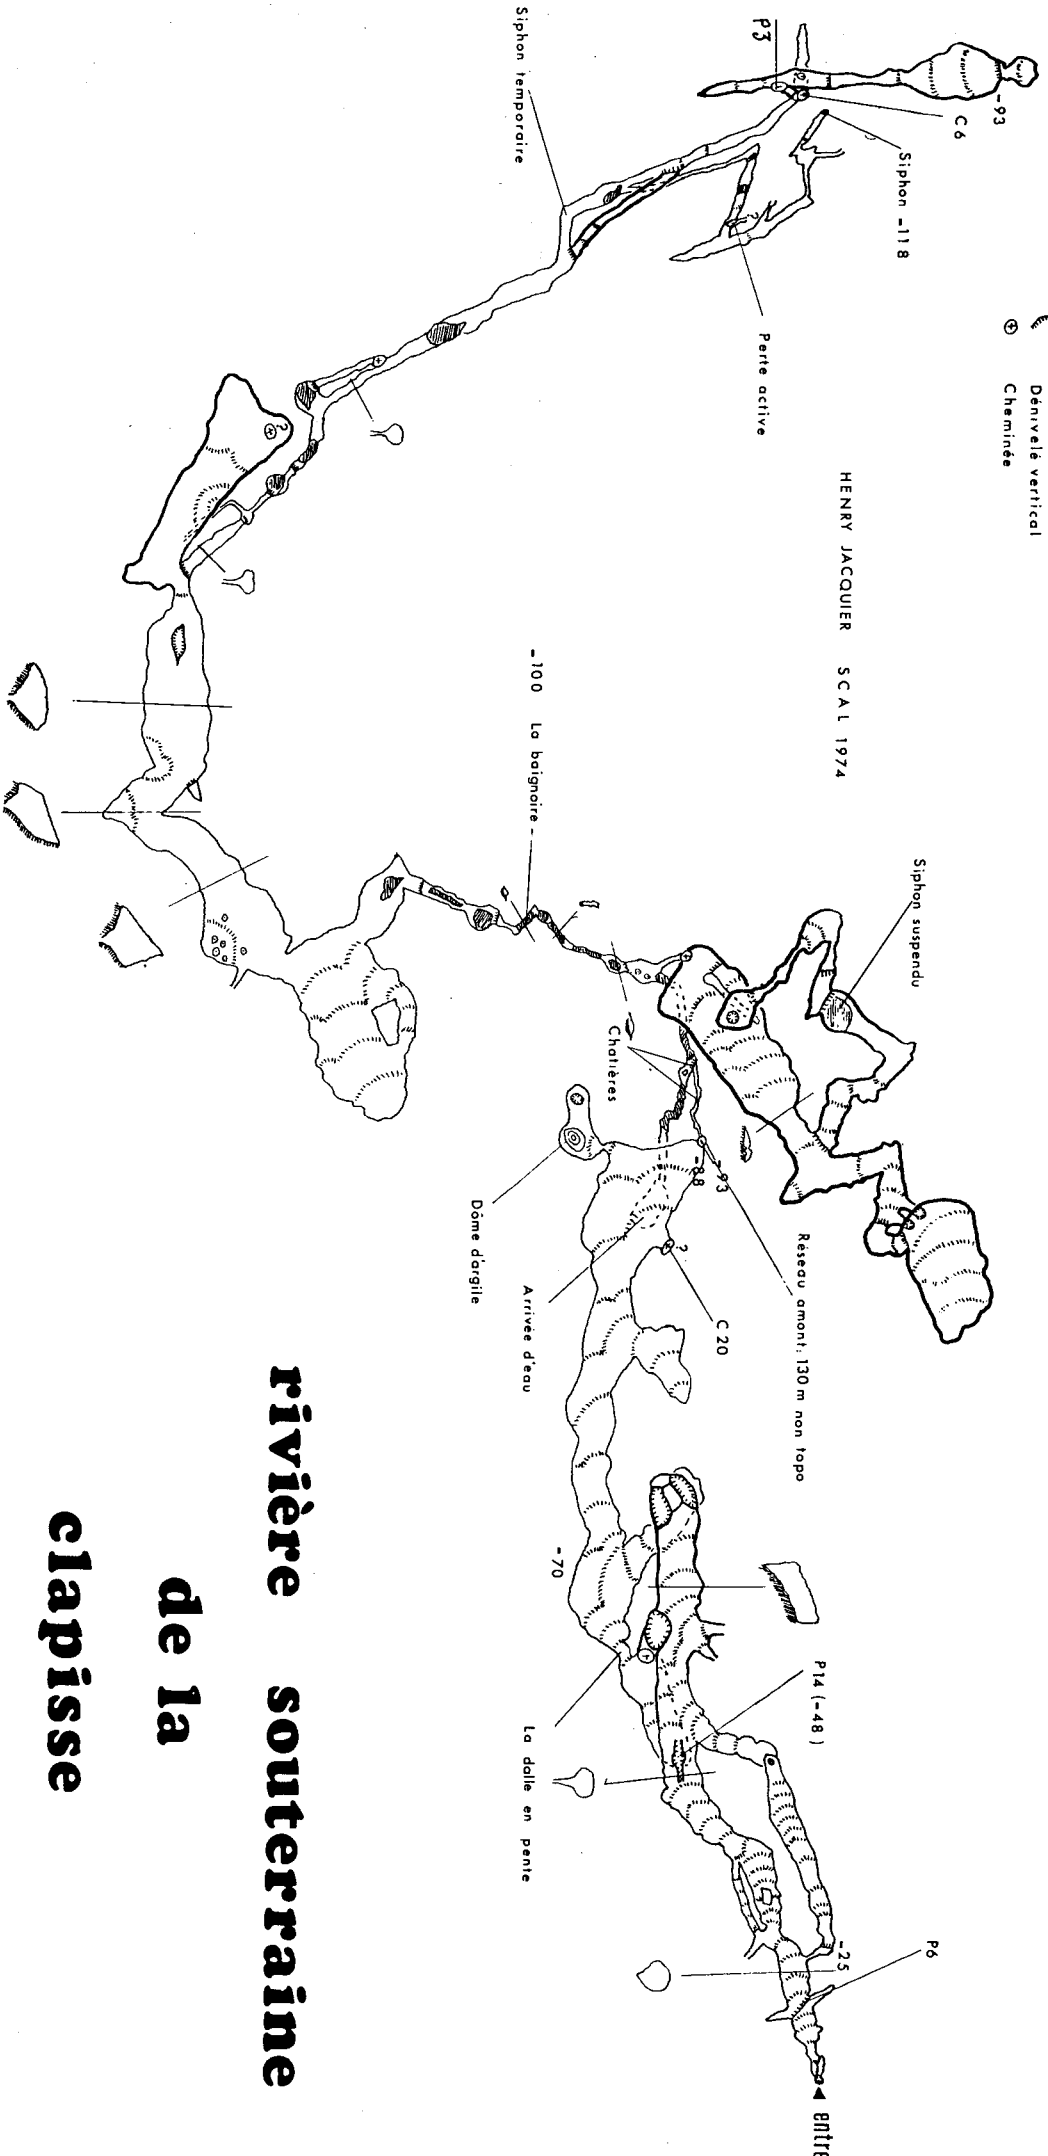 Dénivelé vertical
Cheminée
-93
C6
Siphon -118
P3
Siphon temporaire
Perte active
HENRY JACQUIER SCAL 1974
Siphon suspendu
-100 La baignoire
Chatières
-93
-88
Réseau amont: 130 m non topo
C 20
Dôme d'argile
Arrivée d'eau
-70
P14 (-48)
La dalle en pente
-25
P6
entre
rivière souterraine
de la
clapisse